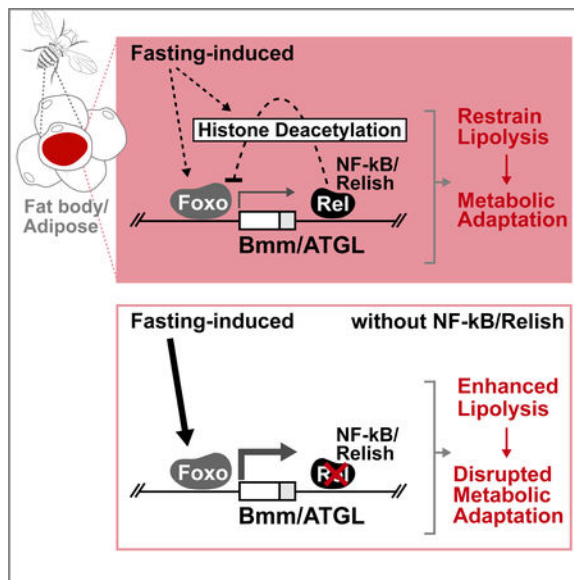 Fasting-induced
Histone Deacetylation
NF-kB/
Relish
Foxo
Rel
Bmm/ATGL
Restrain
Lipolysis
Metabolic
Adaptation
Fat body/
Adipose
Fasting-induced
without NF-kB/Relish
NF-kB/
Relish
Foxo
Rel
Bmm/ATGL
Enhanced
Lipolysis
Disrupted
Metabolic
Adaptation